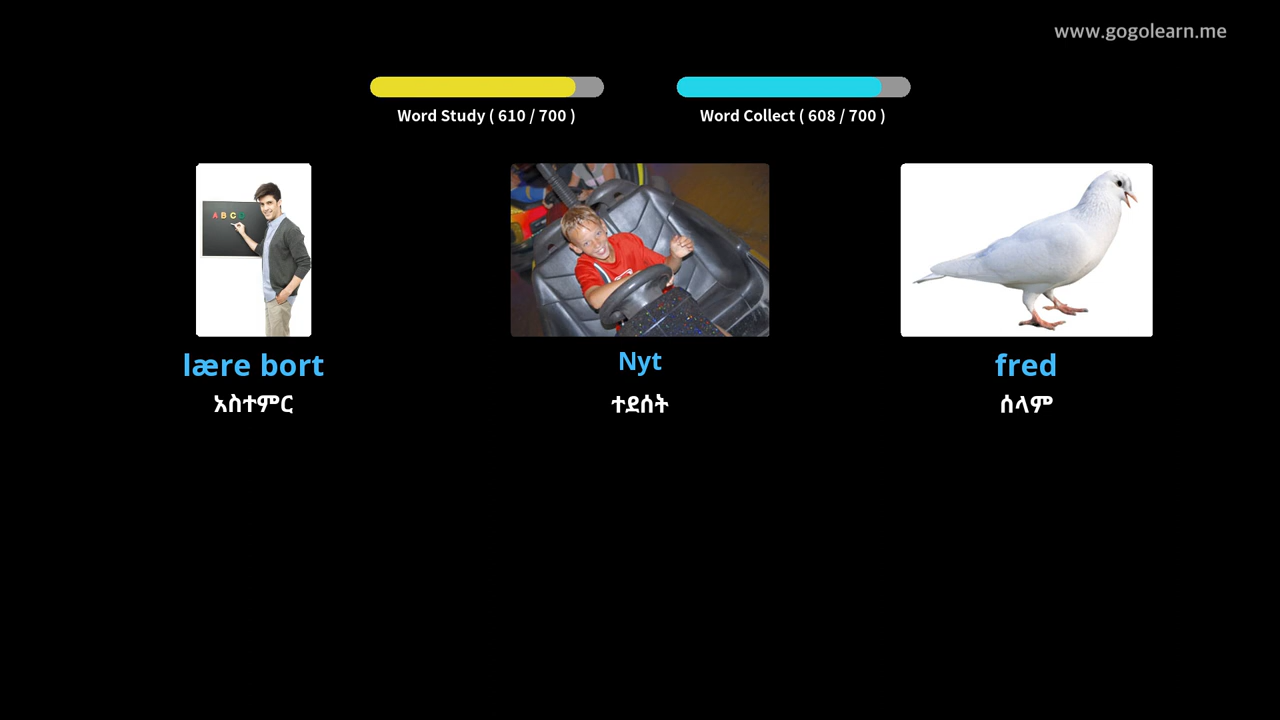 www.gogolearn.me
Word Study ( 610 / 700 )
Word Collect ( 608 / 700 )
A B C D
lære bort
Nyt
fred
አስተምር
ተደሰት
ሰላም